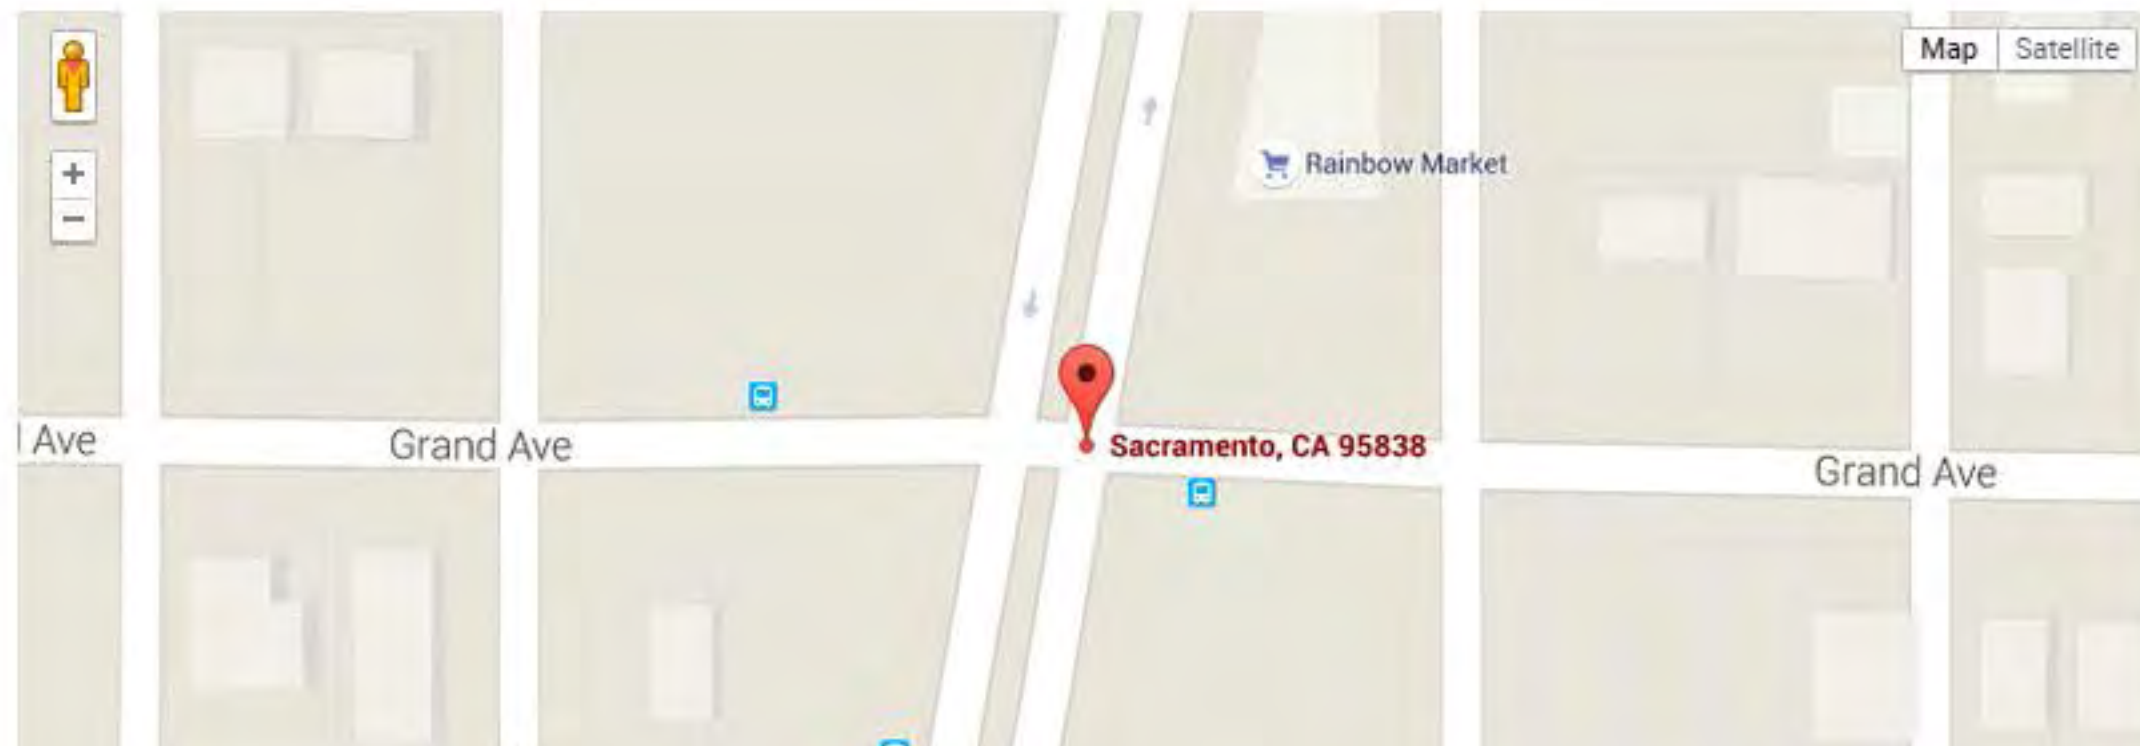 Map
Satellite
Rainbow Market
+
−
Ave
Grand Ave
Sacramento, CA 95838
Grand Ave